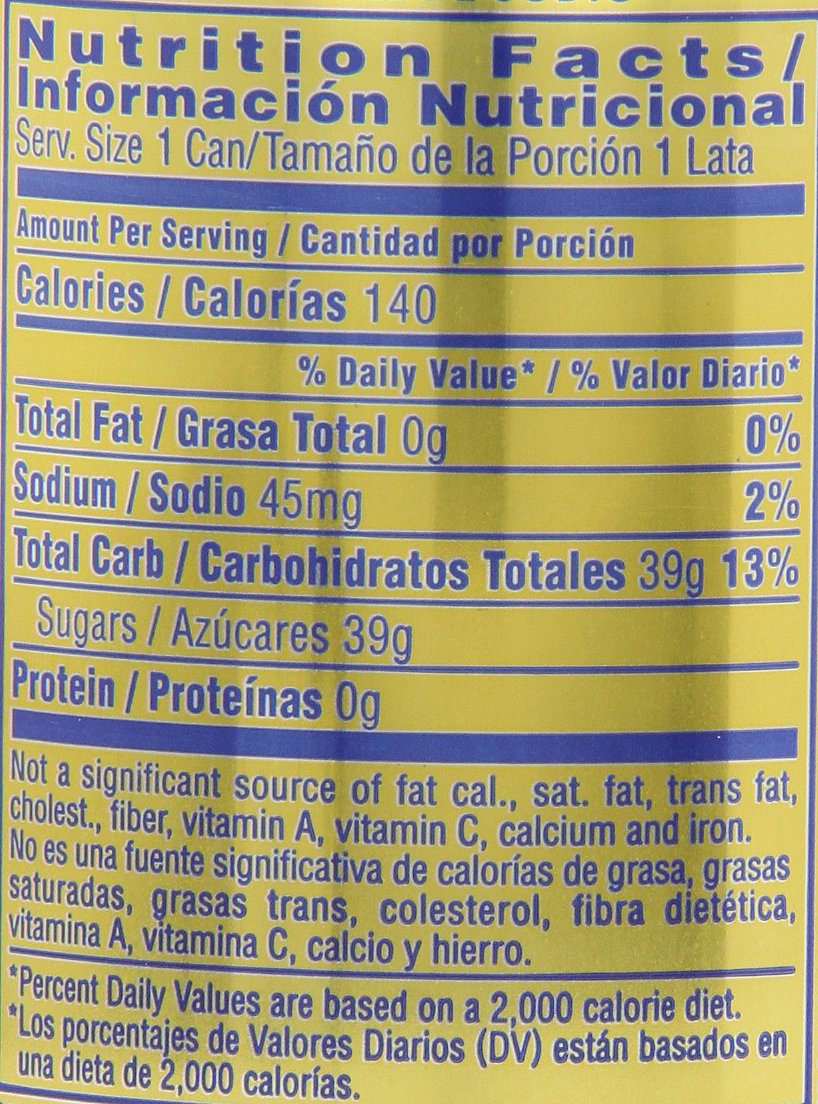 Nutrition Facts/
Información Nutricional
Serv. Size 1 Can/Tamaño de la Porción 1 Lata
Amount Per Serving / Cantidad por Porción
Calories / Calorías 140
% Daily Value* / % Valor Diario*
Total Fat / Grasa Total 0g 0%
Sodium / Sodio 45mg 2%
Total Carb / Carbohidratos Totales 39g 13%
Sugars / Azúcares 39g
Protein / Proteínas 0g
Not a significant source of fat cal., sat. fat, trans fat,
cholest., fiber, vitamin A, vitamin C, calcium and iron.
No es una fuente significativa de calorías de grasa, grasas
saturadas, grasas trans, colesterol, fibra dietética,
vitamina A, vitamina C, calcio y hierro.
*Percent Daily Values are based on a 2,000 calorie diet.
*Los porcentajes de Valores Diarios (DV) están basados en
una dieta de 2,000 calorías.